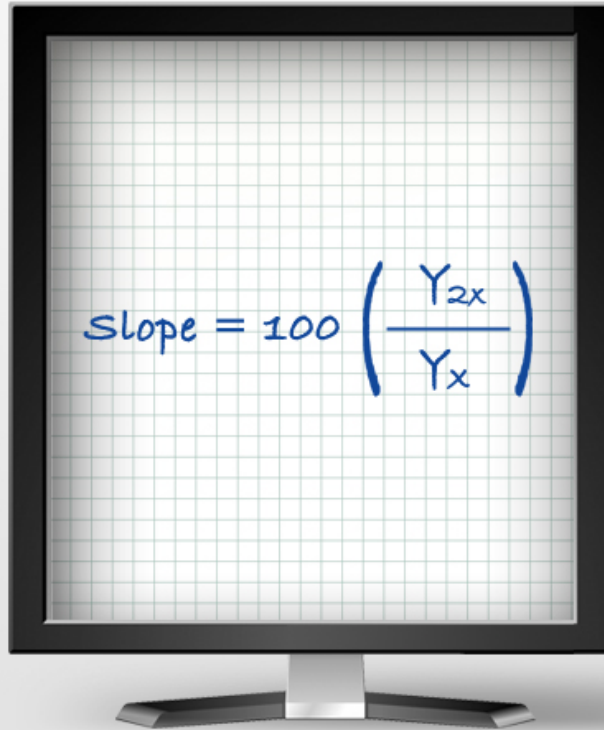 Slope = 100 ( Y₂ₓ / Yₓ )